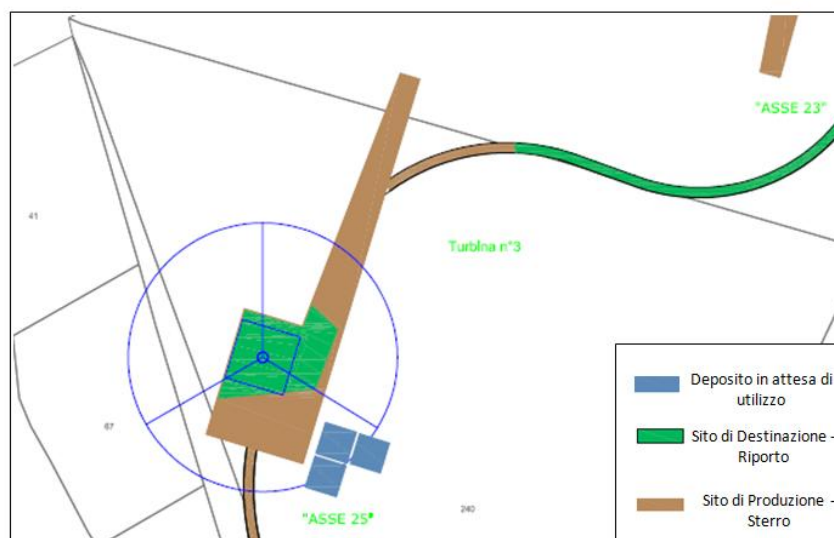 "ASSE 23"
41
Turbina n°3
Deposito in attesa di
utilizzo
67
Sito di Destinazione -
Riporto
Sito di Produzione -
Sterro
240
"ASSE 25"